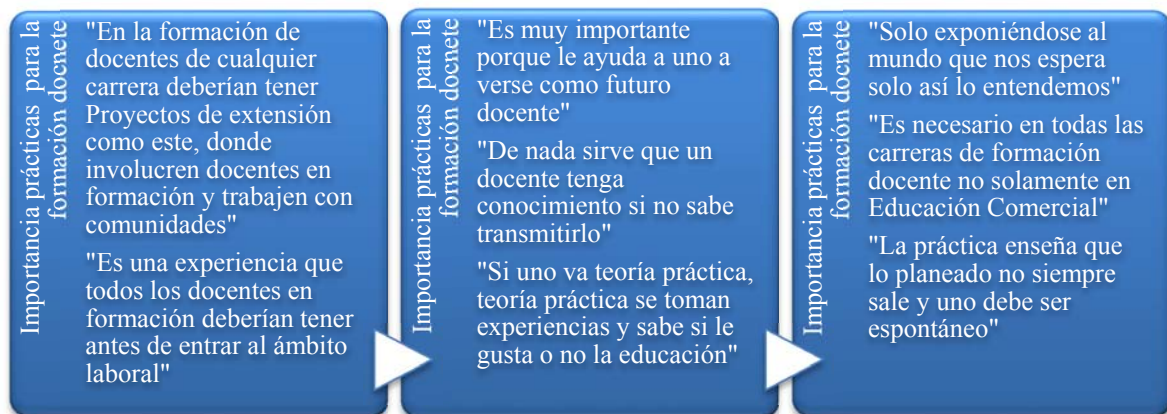 Importancia prácticas para la
formación docnete
"En la formación de
docentes de cualquier
carrera deberían tener
Proyectos de extensión
como este, donde
involucren docentes en
formación y trabajen con
comunidades"
"Es una experiencia que
todos los docentes en
formación deberían tener
antes de entrar al ámbito
laboral"
Importancia prácticas para la
formación docnete
"Es muy importante
porque le ayuda a uno a
verse como futuro
docente"
"De nada sirve que un
docente tenga
conocimiento si no sabe
transmitirlo"
"Si uno va teoría práctica,
teoría práctica se toman
experiencias y sabe si le
gusta o no la educación"
Importancia prácticas para la
formación docnete
"Solo exponiéndose al
mundo que nos espera
solo así lo entendemos"
"Es necesario en todas las
carreras de formación
docente no solamente en
Educación Comercial"
"La práctica enseña que
lo planeado no siempre
sale y uno debe ser
espontáneo"